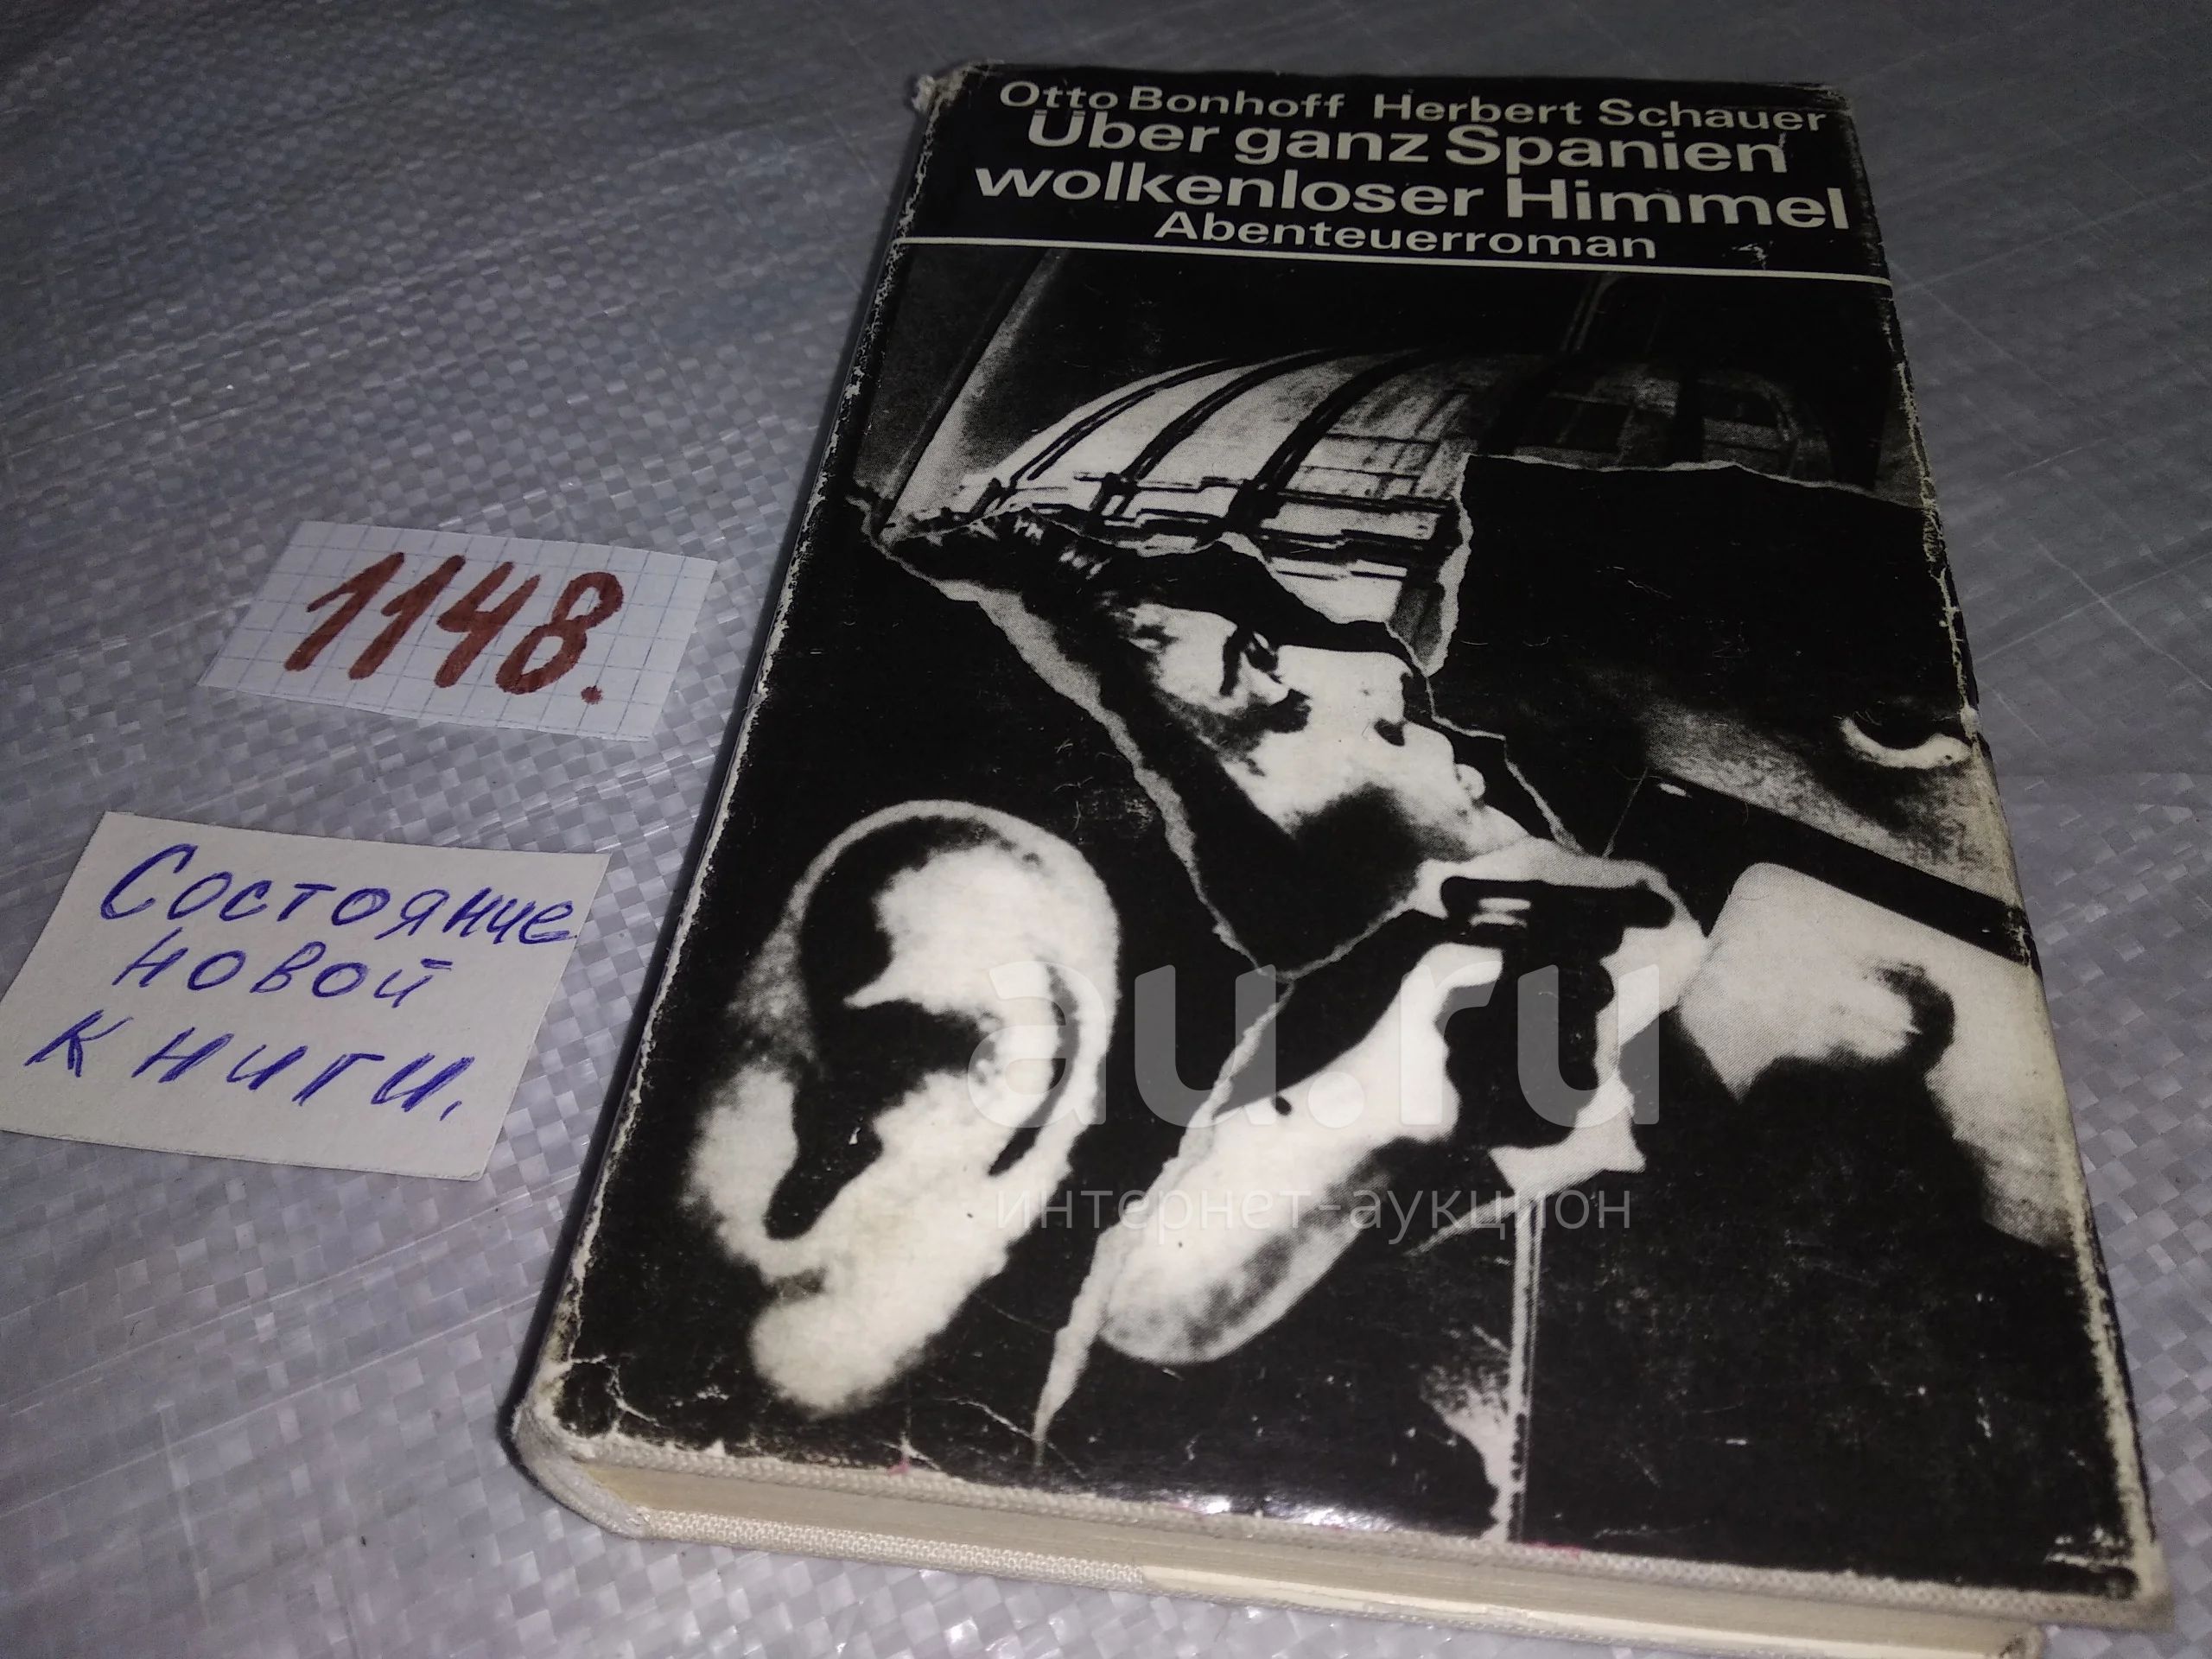 Otto Bonhoff Herbert Schauer
Über ganz Spanien
wolkenloser Himmel
Abenteuerroman
1148.
Состояние
новой
книги.
au.ru
интернет-аукцион